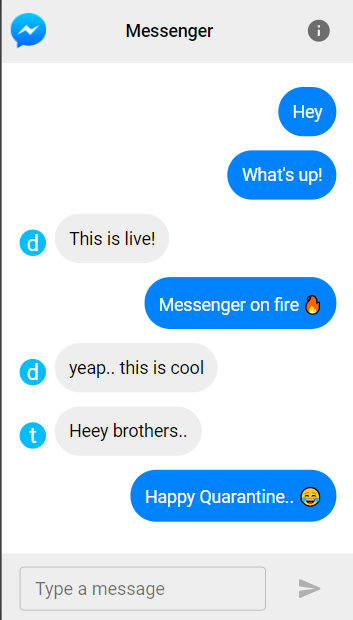 Messenger
Hey
What's up!
d
This is live!
Messenger on fire 🔥
d
yeap.. this is cool
t
Heey brothers..
Happy Quarantine.. 😂
Type a message